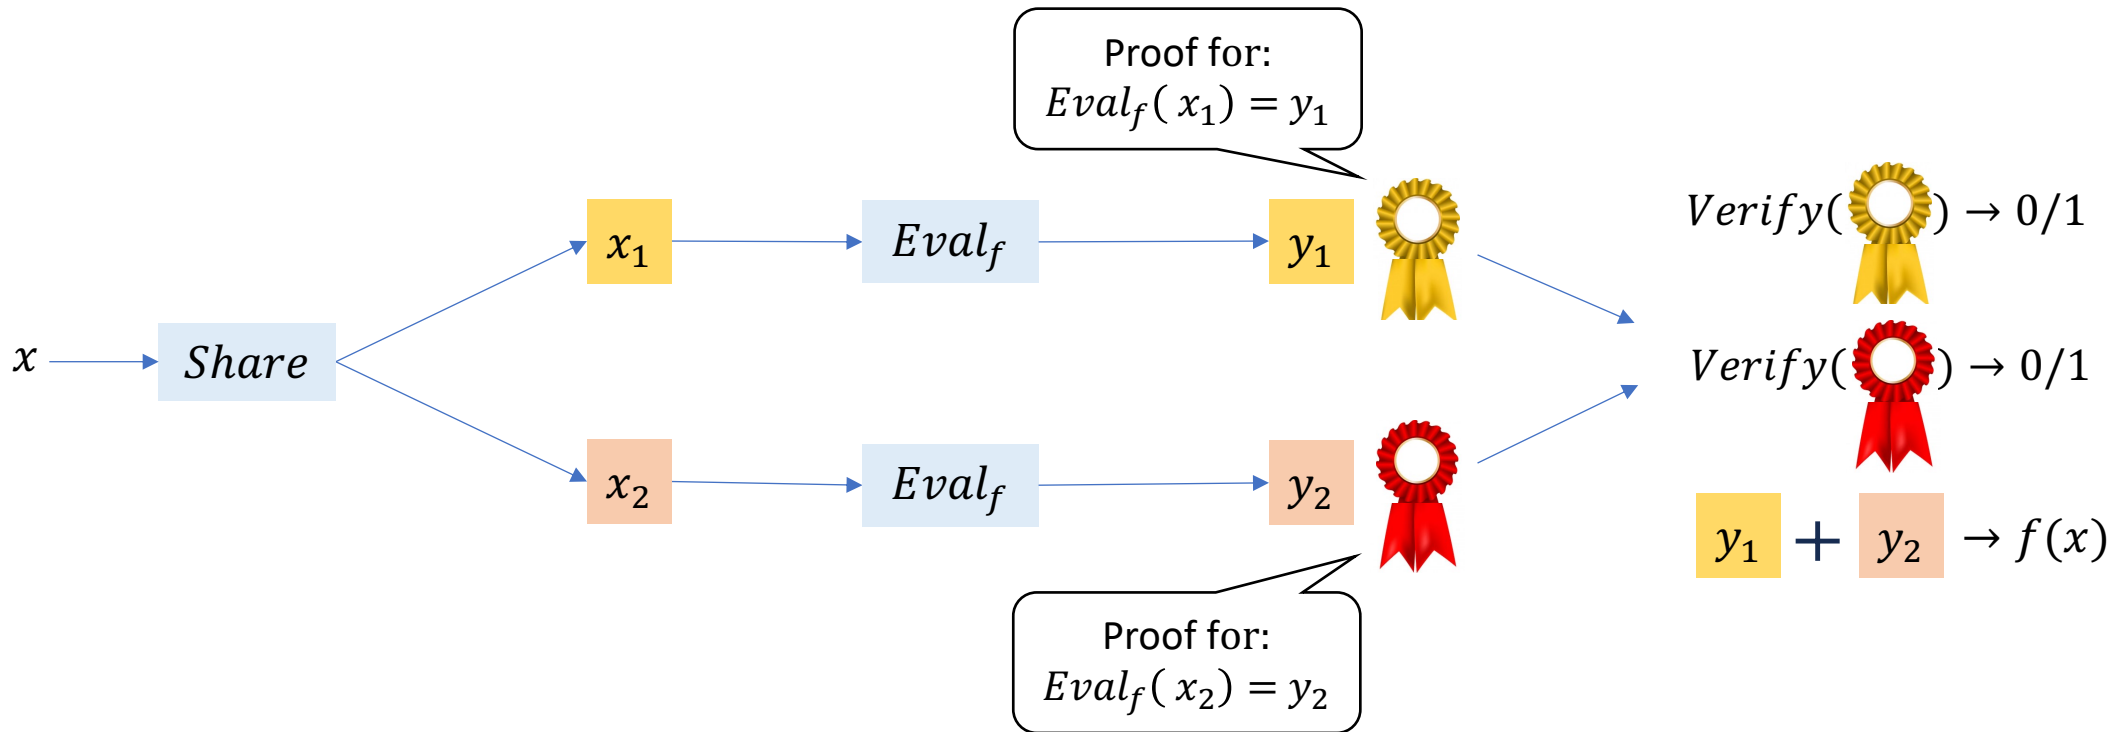 Proof for:
Eval_f( x_1) = y_1
x
Share
x_1
Eval_f
y_1
x_2
Eval_f
y_2
Proof for:
Eval_f( x_2) = y_2
Verify( ) → 0/1
Verify( ) → 0/1
y_1 + y_2 → f(x)